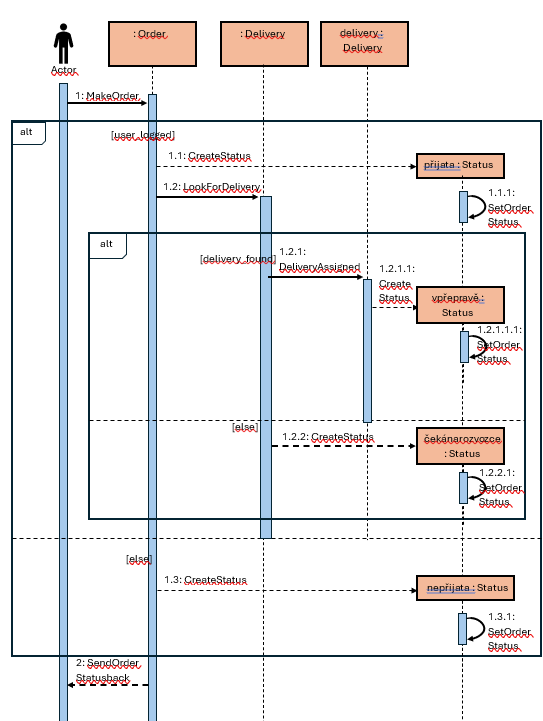 : Order
: Delivery
delivery :
Delivery
Actor
1: MakeOrder
alt
[user_logged]
1.1: CreateStatus
přijata : Status
1.2: LookForDelivery
1.1.1:
SetOrder
Status
alt
[delivery_found]
1.2.1:
DeliveryAssigned
1.2.1.1:
Create
Status
vpřepravě :
Status
1.2.1.1.1:
SetOrder
Status
[else]
1.2.2: CreateStatus
čekánarozvozce
: Status
1.2.2.1:
SetOrder
Status
[else]
1.3: CreateStatus
nepřijata : Status
1.3.1:
SetOrder
Status
2: SendOrder
Statusback